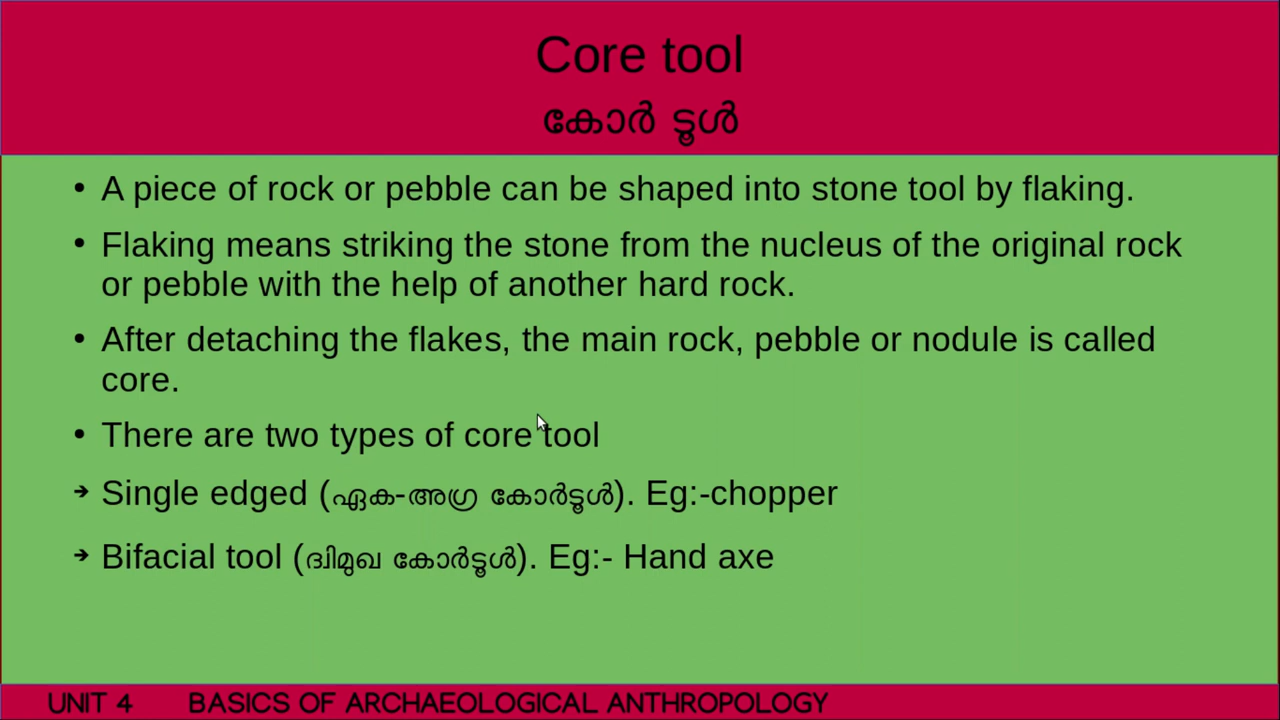 Core tool
കോർ ടൂൾ
• A piece of rock or pebble can be shaped into stone tool by flaking.
• Flaking means striking the stone from the nucleus of the original rock
or pebble with the help of another hard rock.
• After detaching the flakes, the main rock, pebble or nodule is called
core.
• There are two types of core tool
➔ Single edged (ഏക-അഗ്ര കോർടൂൾ). Eg:-chopper
➔ Bifacial tool (ദ്വിമുഖ കോർടൂൾ). Eg:- Hand axe
UNIT 4 BASICS OF ARCHAEOLOGICAL ANTHROPOLOGY